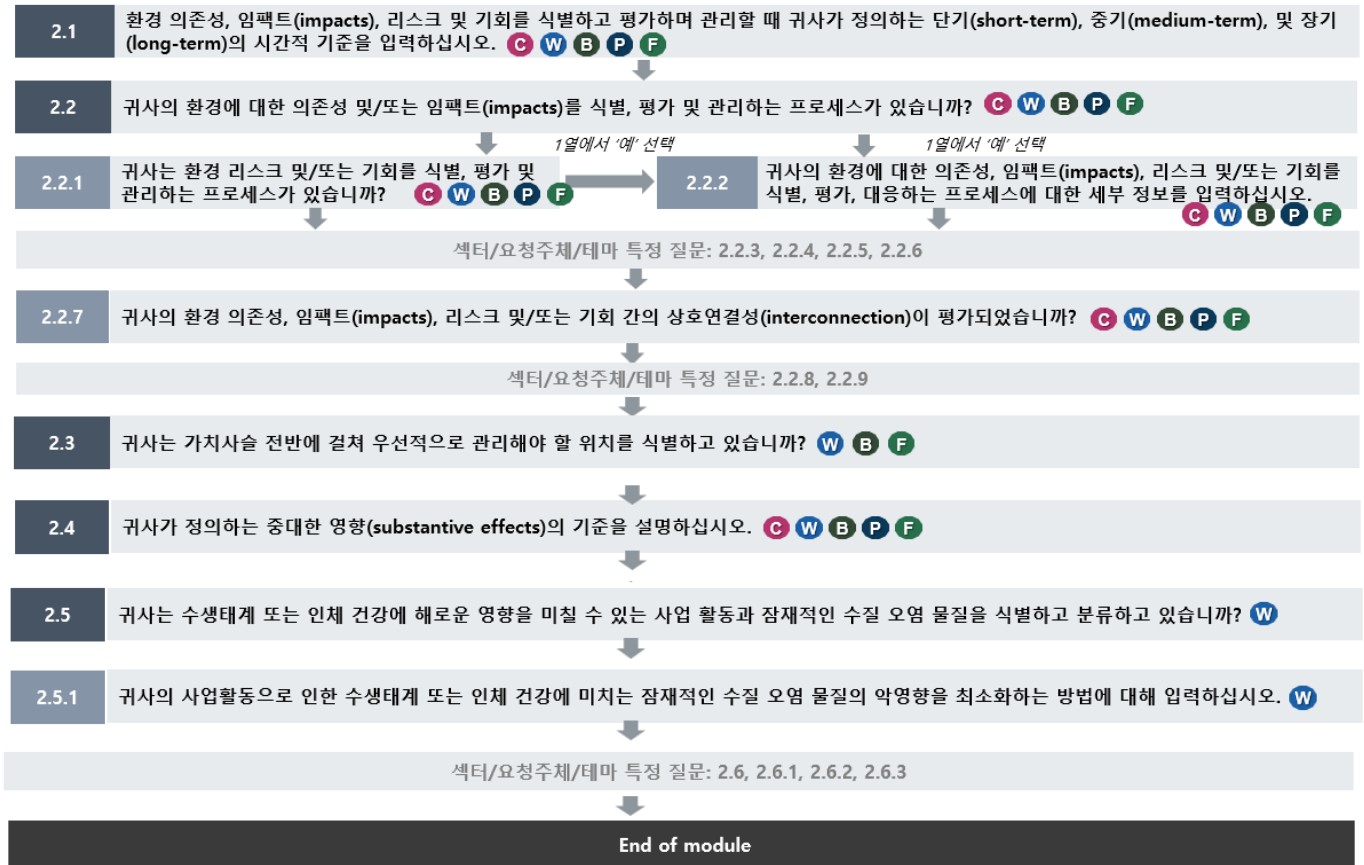 2.1
환경 의존성, 임팩트(impacts), 리스크 및 기회를 식별하고 평가하며 관리할 때 귀사가 정의하는 단기(short-term), 중기(medium-term), 및 장기
(long-term)의 시간적 기준을 입력하십시오. C W B P F
2.2
귀사의 환경에 대한 의존성 및/또는 임팩트(impacts)를 식별, 평가 및 관리하는 프로세스가 있습니까? C W B P F
1열에서 '예' 선택
1열에서 '예' 선택
2.2.1
귀사는 환경 리스크 및/또는 기회를 식별, 평가 및
관리하는 프로세스가 있습니까? C W B P F
2.2.2
귀사의 환경에 대한 의존성, 임팩트(impacts), 리스크 및/또는 기회를
식별, 평가, 대응하는 프로세스에 대한 세부 정보를 입력하십시오.
C W B P F
섹터/요청주체/테마 특정 질문: 2.2.3, 2.2.4, 2.2.5, 2.2.6
2.2.7
귀사의 환경 의존성, 임팩트(impacts), 리스크 및/또는 기회 간의 상호연결성(interconnection)이 평가되었습니까? C W B P F
섹터/요청주체/테마 특정 질문: 2.2.8, 2.2.9
2.3
귀사는 가치사슬 전반에 걸쳐 우선적으로 관리해야 할 위치를 식별하고 있습니까? W B F
2.4
귀사가 정의하는 중대한 영향(substantive effects)의 기준을 설명하십시오. C W B P F
2.5
귀사는 수생태계 또는 인체 건강에 해로운 영향을 미칠 수 있는 사업 활동과 잠재적인 수질 오염 물질을 식별하고 분류하고 있습니까? W
2.5.1
귀사의 사업활동으로 인한 수생태계 또는 인체 건강에 미치는 잠재적인 수질 오염 물질의 악영향을 최소화하는 방법에 대해 입력하십시오. W
섹터/요청주체/테마 특정 질문: 2.6, 2.6.1, 2.6.2, 2.6.3
End of module